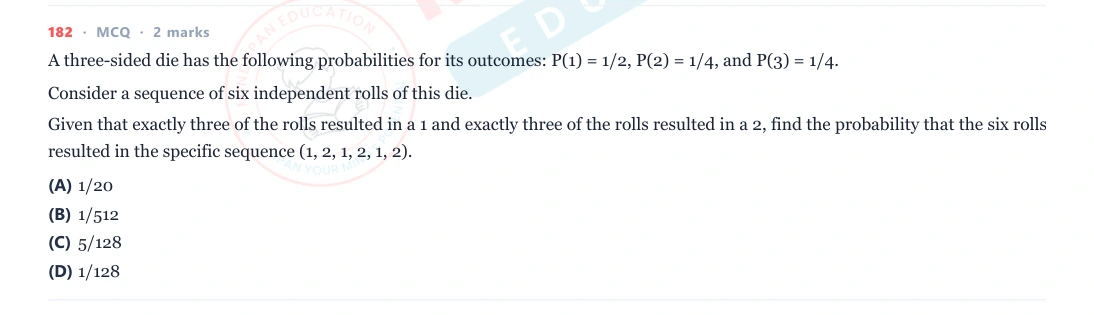 182 · MCQ · 2 marks
A three-sided die has the following probabilities for its outcomes: P(1) = 1/2, P(2) = 1/4, and P(3) = 1/4.
Consider a sequence of six independent rolls of this die.
Given that exactly three of the rolls resulted in a 1 and exactly three of the rolls resulted in a 2, find the probability that the six rolls
resulted in the specific sequence (1, 2, 1, 2, 1, 2).
(A) 1/20
(B) 1/512
(C) 5/128
(D) 1/128